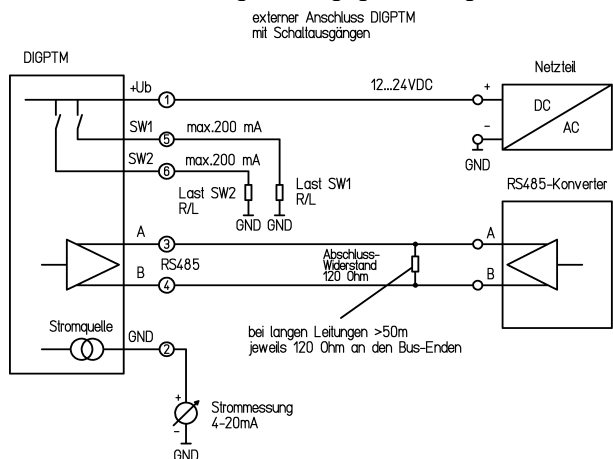 externer Anschluss DIGPTM
mit Schaltausgängen
DIGPTM
Netzteil
+Ub
1
12...24VDC
+
DC
AC
-
GND
SW1
5
max.200 mA
SW2
6
max.200 mA
Last SW2
R/L
Last SW1
R/L
GND GND
RS485-Konverter
A
3
A
RS485
Abschluss-
Widerstand
120 Ohm
B
4
B
bei langen Leitungen >50m
jeweils 120 Ohm an den Bus-Enden
Stromquelle
GND
2
+
Strommessung
4-20mA
-
GND